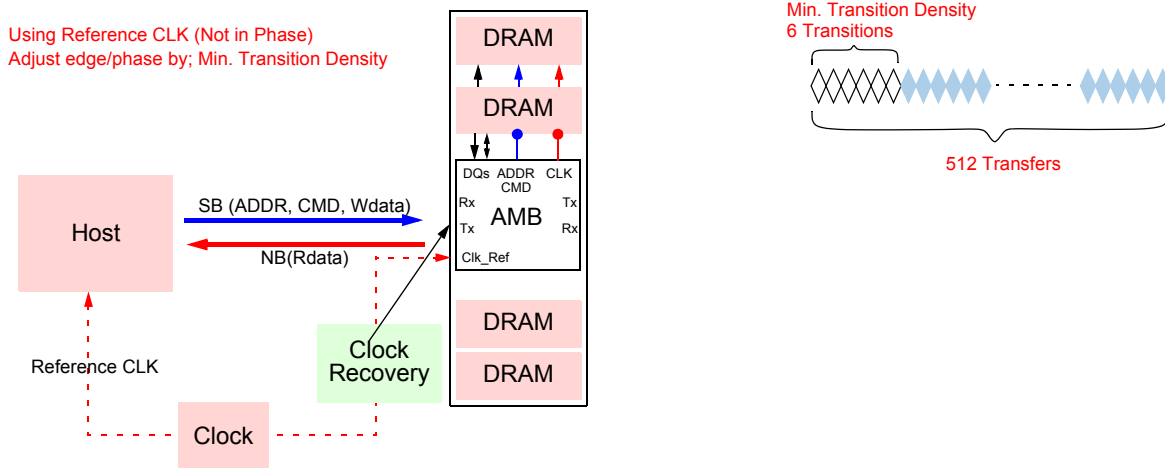 Using Reference CLK (Not in Phase)
Adjust edge/phase by; Min. Transition Density
DRAM
DRAM
DQs ADDR CLK
CMD
Rx Tx
AMB
Tx Rx
Clk_Ref
Host
SB (ADDR, CMD, Wdata)
NB(Rdata)
DRAM
DRAM
Clock
Recovery
Reference CLK
Clock
Min. Transition Density
6 Transitions
512 Transfers